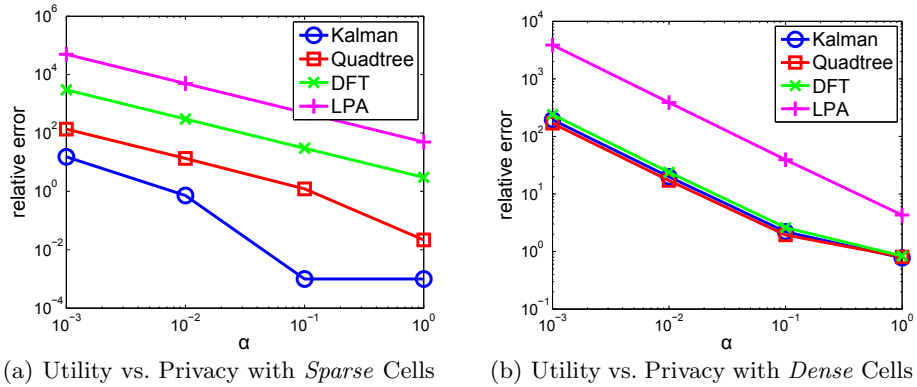 10^6
10^4
10^2
10^0
10^-2
10^-4
relative error
10^-3
10^-2
10^-1
10^0
α
Kalman
Quadtree
DFT
LPA
(a) Utility vs. Privacy with Sparse Cells
10^4
10^3
10^2
10^1
10^0
10^-1
relative error
10^-3
10^-2
10^-1
10^0
α
Kalman
Quadtree
DFT
LPA
(b) Utility vs. Privacy with Dense Cells